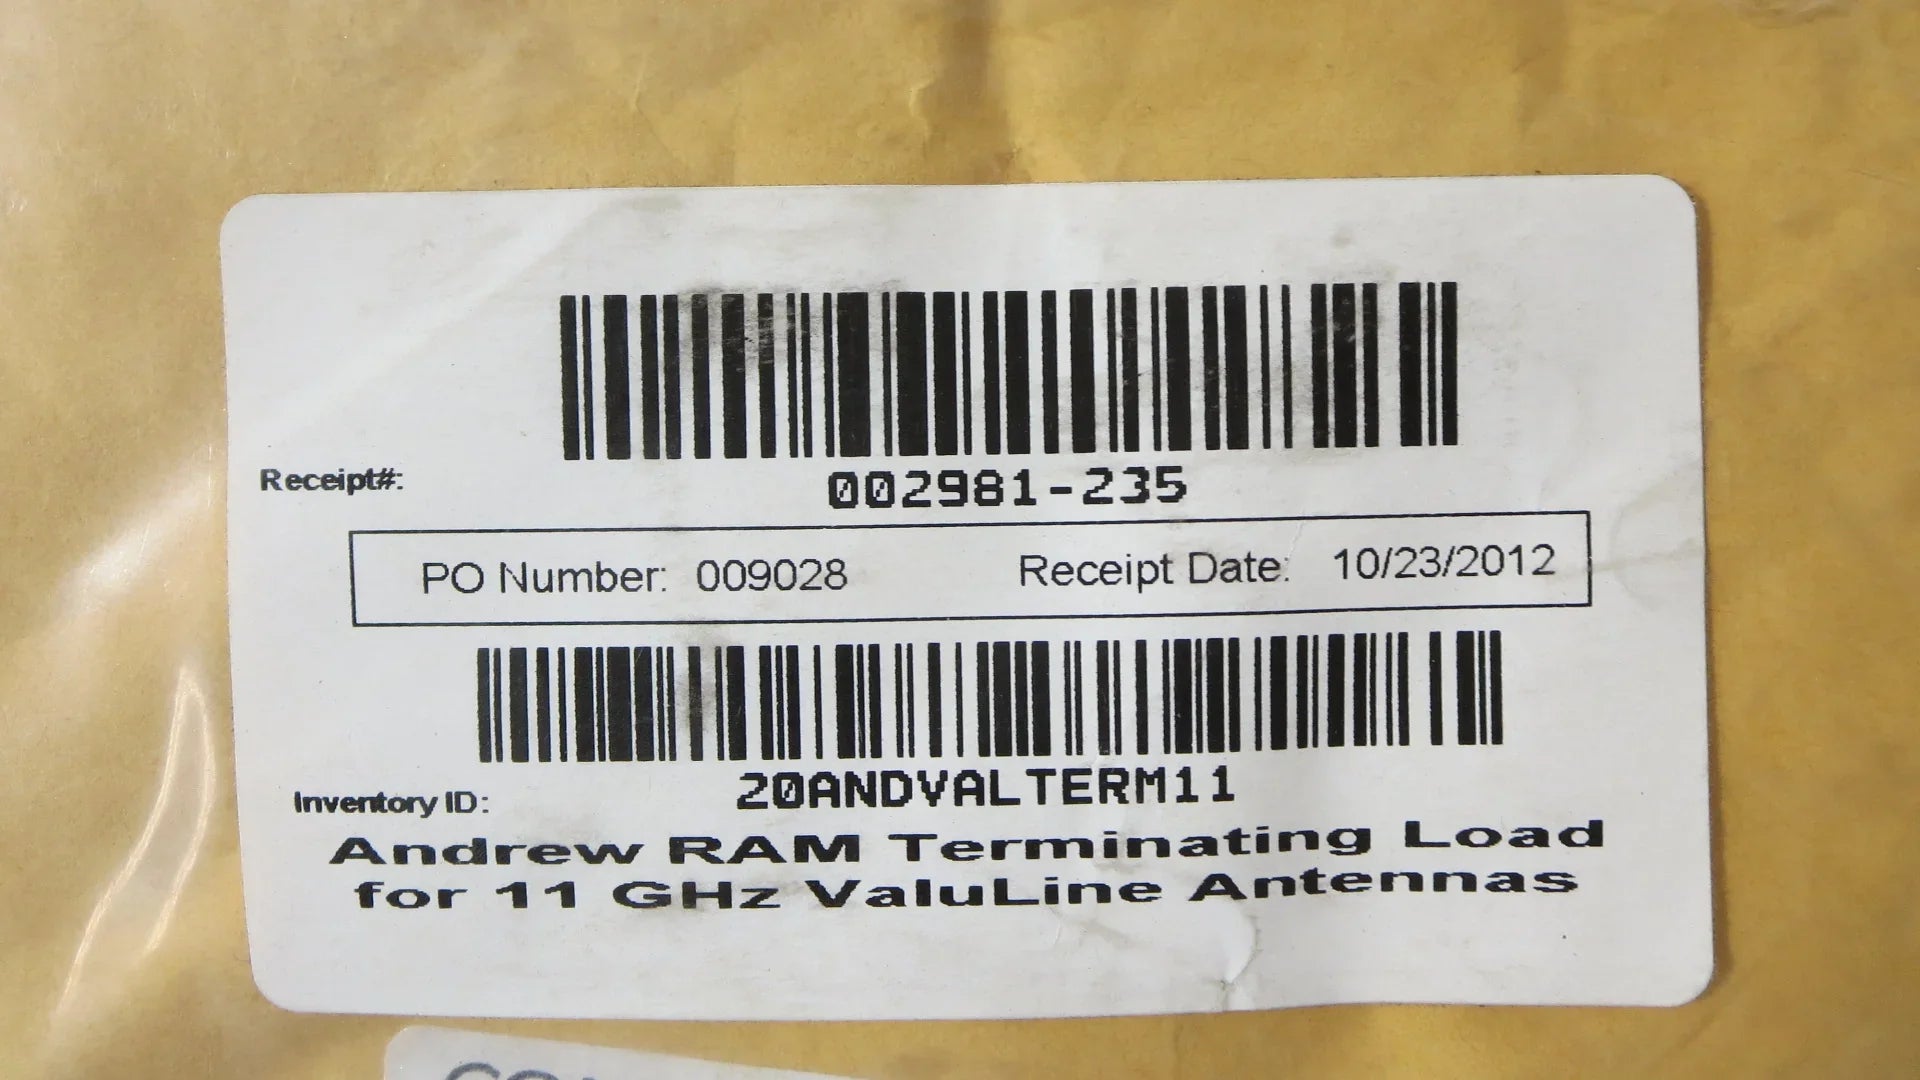 Receipt#: 002981-235
PO Number: 009028 Receipt Date: 10/23/2012
Inventory ID: 20ANDVALTERM11
Andrew RAM Terminating Load
for 11 GHz ValuLine Antennas